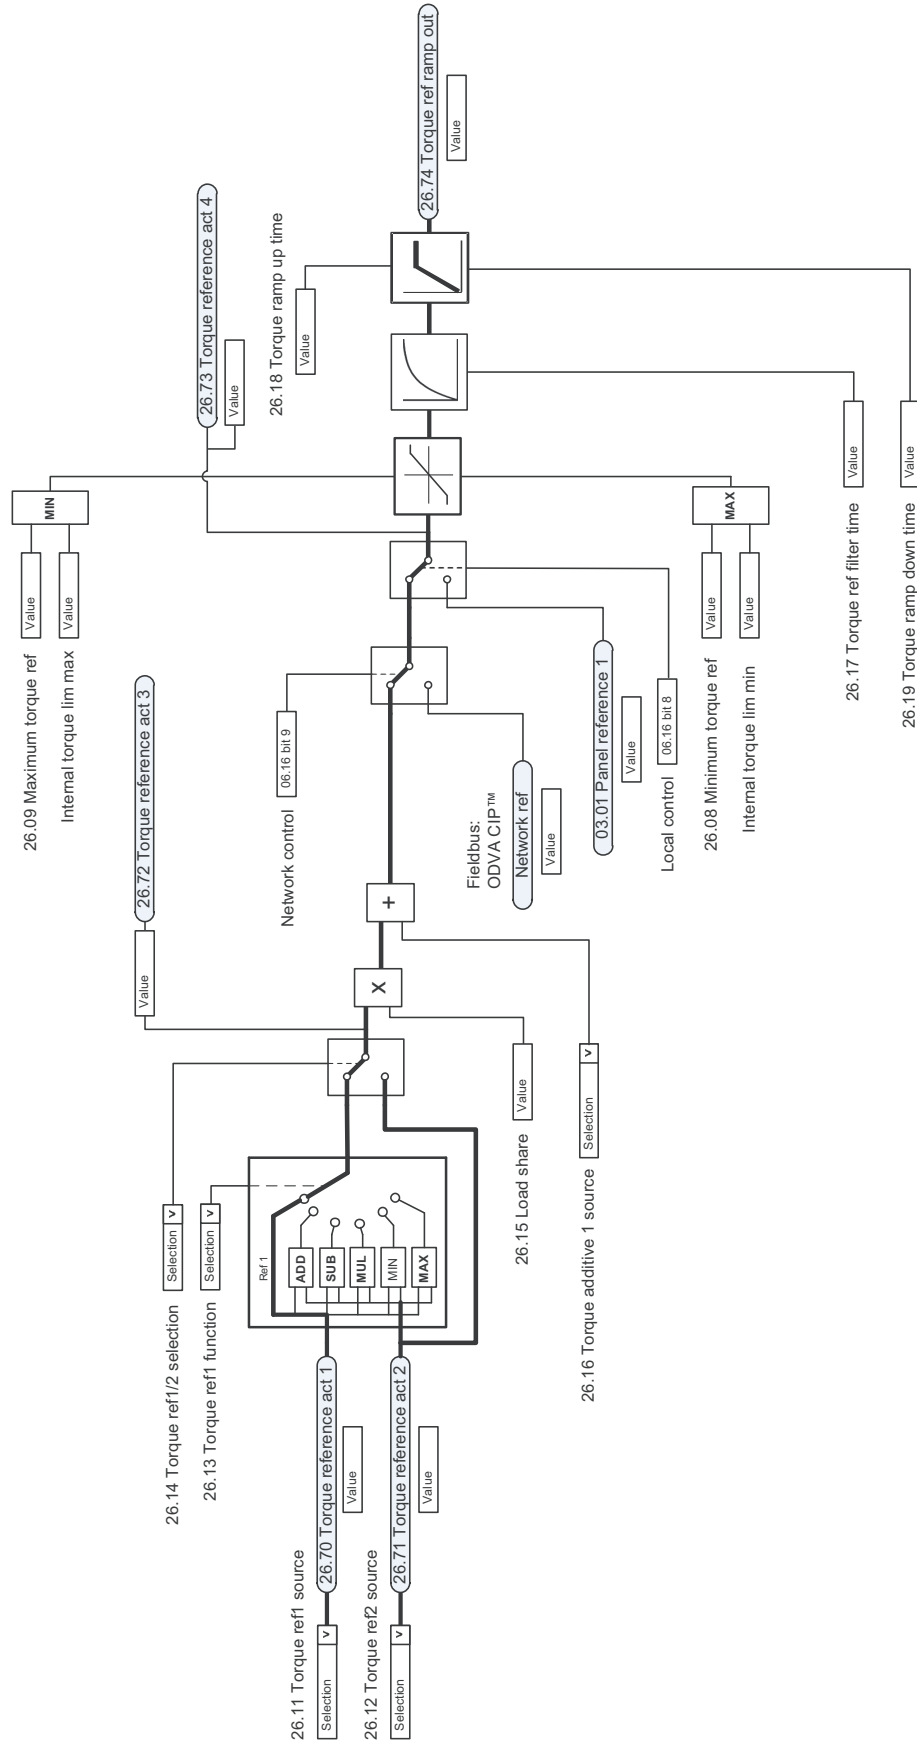 26.11 Torque ref1 source
Selection
v
26.70 Torque reference act 1
Value
26.12 Torque ref2 source
Selection
v
26.71 Torque reference act 2
Value
26.14 Torque ref1/2 selection
Selection
v
26.13 Torque ref1 function
Selection
v
Ref 1
ADD
SUB
MUL
MIN
MAX
26.72 Torque reference act 3
Value
26.15 Load share
Value
26.16 Torque additive 1 source
Selection
v
X
+
Network control
06.16 bit 9
Fieldbus:
ODVA CIP™
Network ref
Value
03.01 Panel reference 1
Value
Local control
06.16 bit 8
26.73 Torque reference act 4
Value
26.09 Maximum torque ref
Value
Internal torque lim max
Value
MIN
26.08 Minimum torque ref
Value
Internal torque lim min
Value
MAX
26.17 Torque ref filter time
Value
26.18 Torque ramp up time
Value
26.19 Torque ramp down time
Value
26.74 Torque ref ramp out
Value